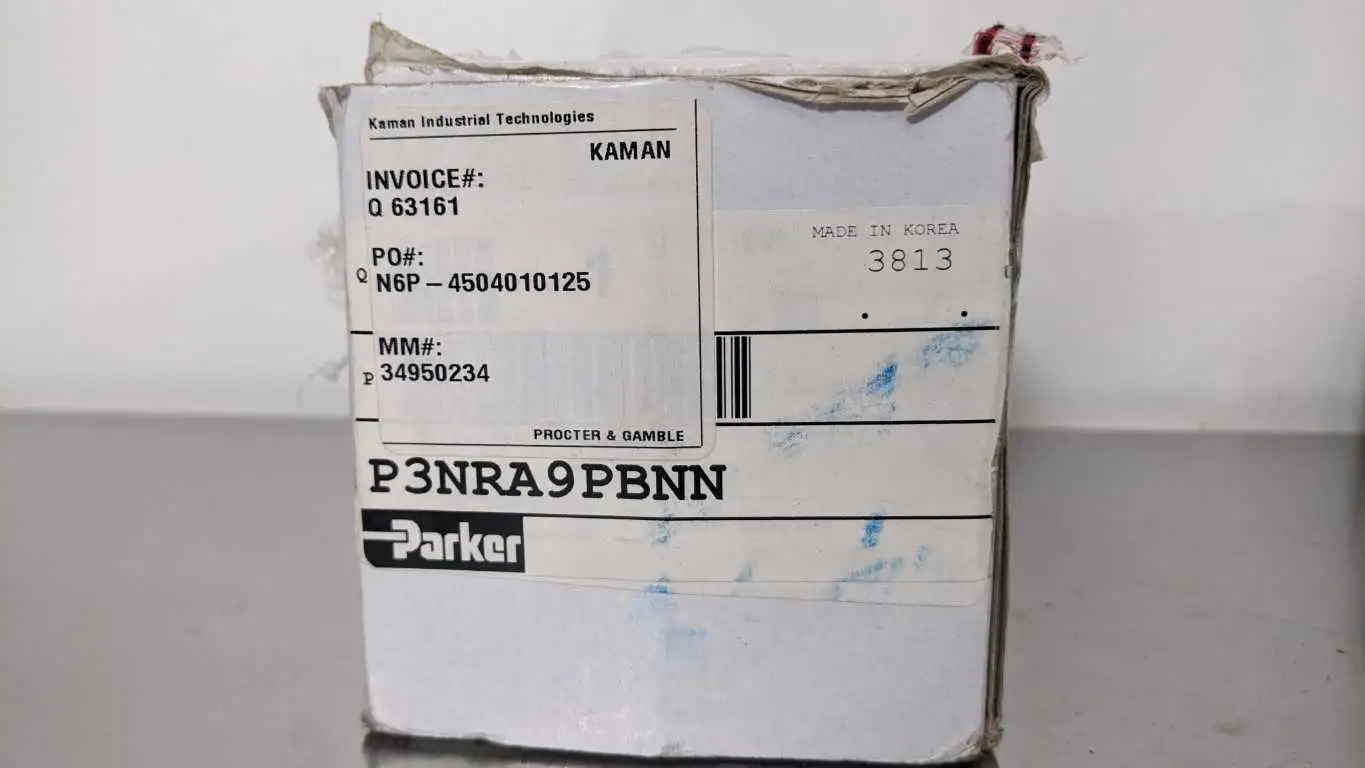 Kaman Industrial Technologies
KAMAN
INVOICE#:
Q 63161
PO#:
Q
N6P – 4504010125
MM#:
P
34950234
PROCTER & GAMBLE
MADE IN KOREA
3813
P3NRA9PBNN
Parker